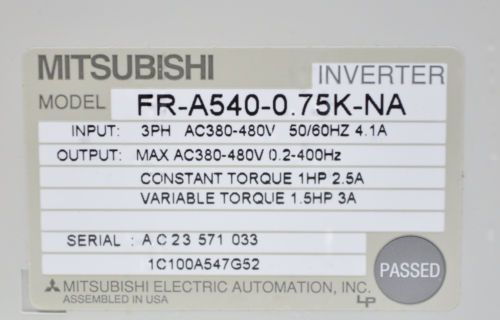 MITSUBISHI INVERTER
MODEL FR-A540-0.75K-NA
INPUT: 3PH AC380-480V 50/60HZ 4.1A
OUTPUT: MAX AC380-480V 0.2-400Hz
CONSTANT TORQUE 1HP 2.5A
VARIABLE TORQUE 1.5HP 3A
SERIAL : A C 23 571 033
1C100A547G52
PASSED
MITSUBISHI ELECTRIC AUTOMATION, INC.
ASSEMBLED IN USA LP